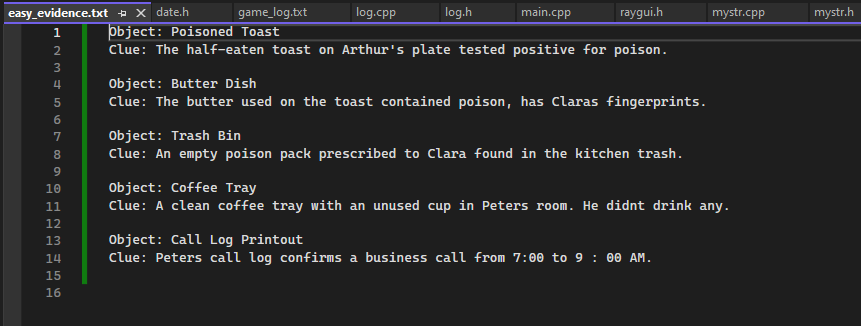 easy_evidence.txt date.h game_log.txt log.cpp log.h main.cpp raygui.h mystr.cpp mystr.h
1 Object: Poisoned Toast
2 Clue: The half-eaten toast on Arthur's plate tested positive for poison.
3
4 Object: Butter Dish
5 Clue: The butter used on the toast contained poison, has Claras fingerprints.
6
7 Object: Trash Bin
8 Clue: An empty poison pack prescribed to Clara found in the kitchen trash.
9
10 Object: Coffee Tray
11 Clue: A clean coffee tray with an unused cup in Peters room. He didnt drink any.
12
13 Object: Call Log Printout
14 Clue: Peters call log confirms a business call from 7:00 to 9 : 00 AM.
15
16